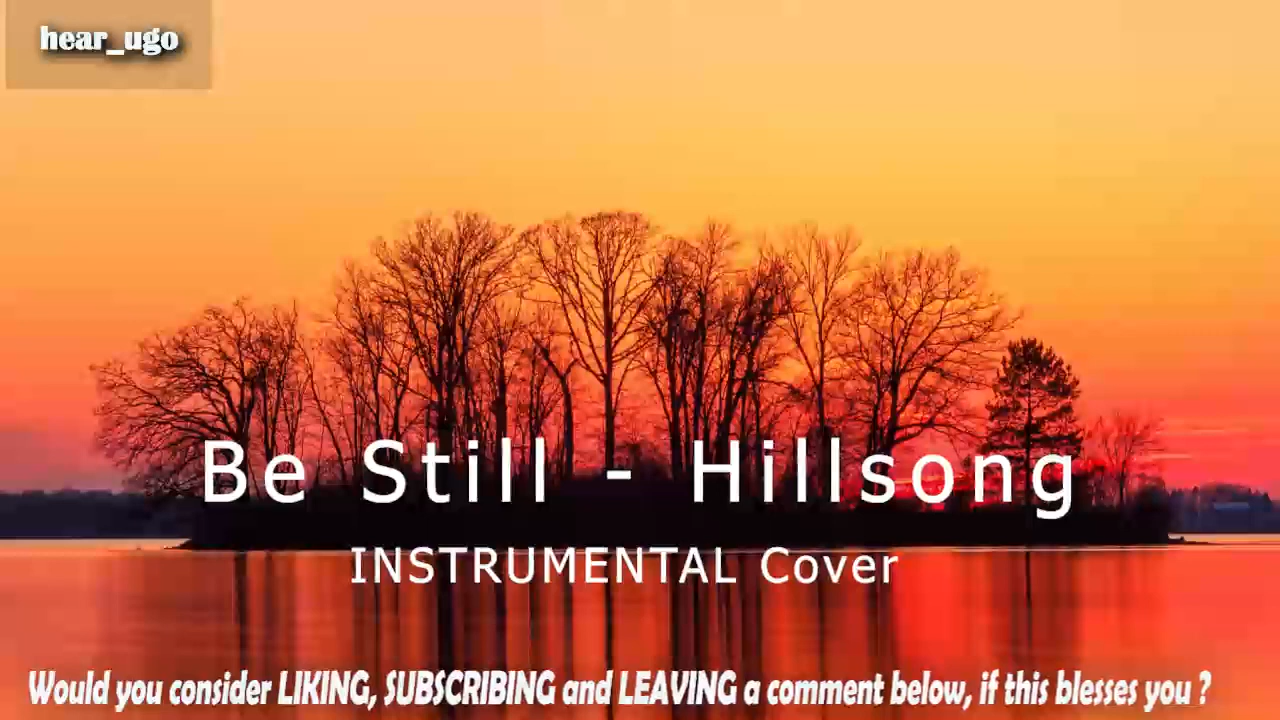 hear_ugo
Be Still - Hillsong
INSTRUMENTAL Cover
Would you consider LIKING, SUBSCRIBING and LEAVING a comment below, if this blesses you ?